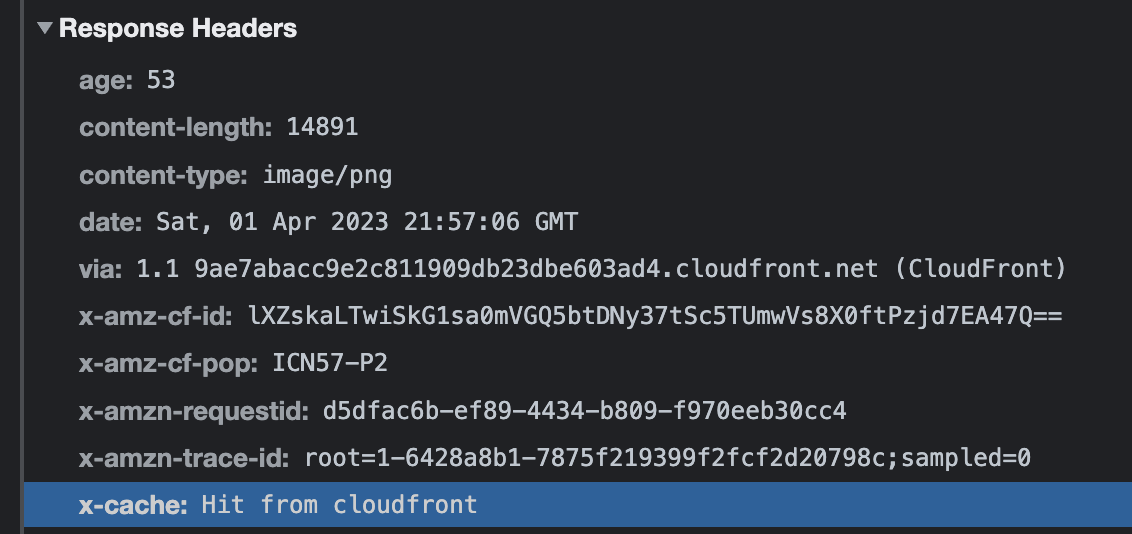 Response Headers
age: 53
content-length: 14891
content-type: image/png
date: Sat, 01 Apr 2023 21:57:06 GMT
via: 1.1 9ae7abacc9e2c811909db23dbe603ad4.cloudfront.net (CloudFront)
x-amz-cf-id: lXZskaLTwiSkG1sa0mVGQ5btDNy37tSc5TUmwVs8X0ftPzjd7EA47Q==
x-amz-cf-pop: ICN57-P2
x-amzn-requestid: d5dfac6b-ef89-4434-b809-f970eeb30cc4
x-amzn-trace-id: root=1-6428a8b1-7875f219399f2fcf2d20798c;sampled=0
x-cache: Hit from cloudfront